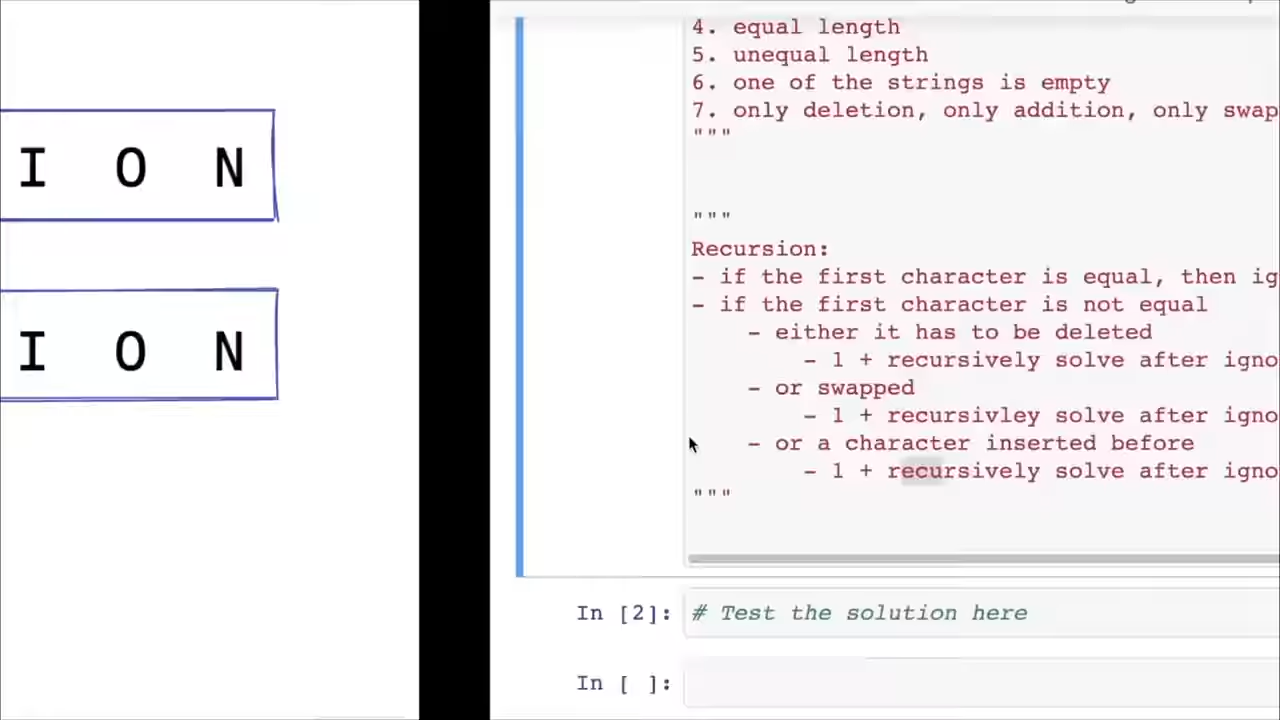 I O N
I O N
4. equal length
5. unequal length
6. one of the strings is empty
7. only deletion, only addition, only swap
"""
"""
Recursion:
- if the first character is equal, then ig
- if the first character is not equal
- either it has to be deleted
- 1 + recursively solve after igno
- or swapped
- 1 + recursivley solve after igno
- or a character inserted before
- 1 + recursively solve after igno
"""
In [2]: # Test the solution here
In [ ]: